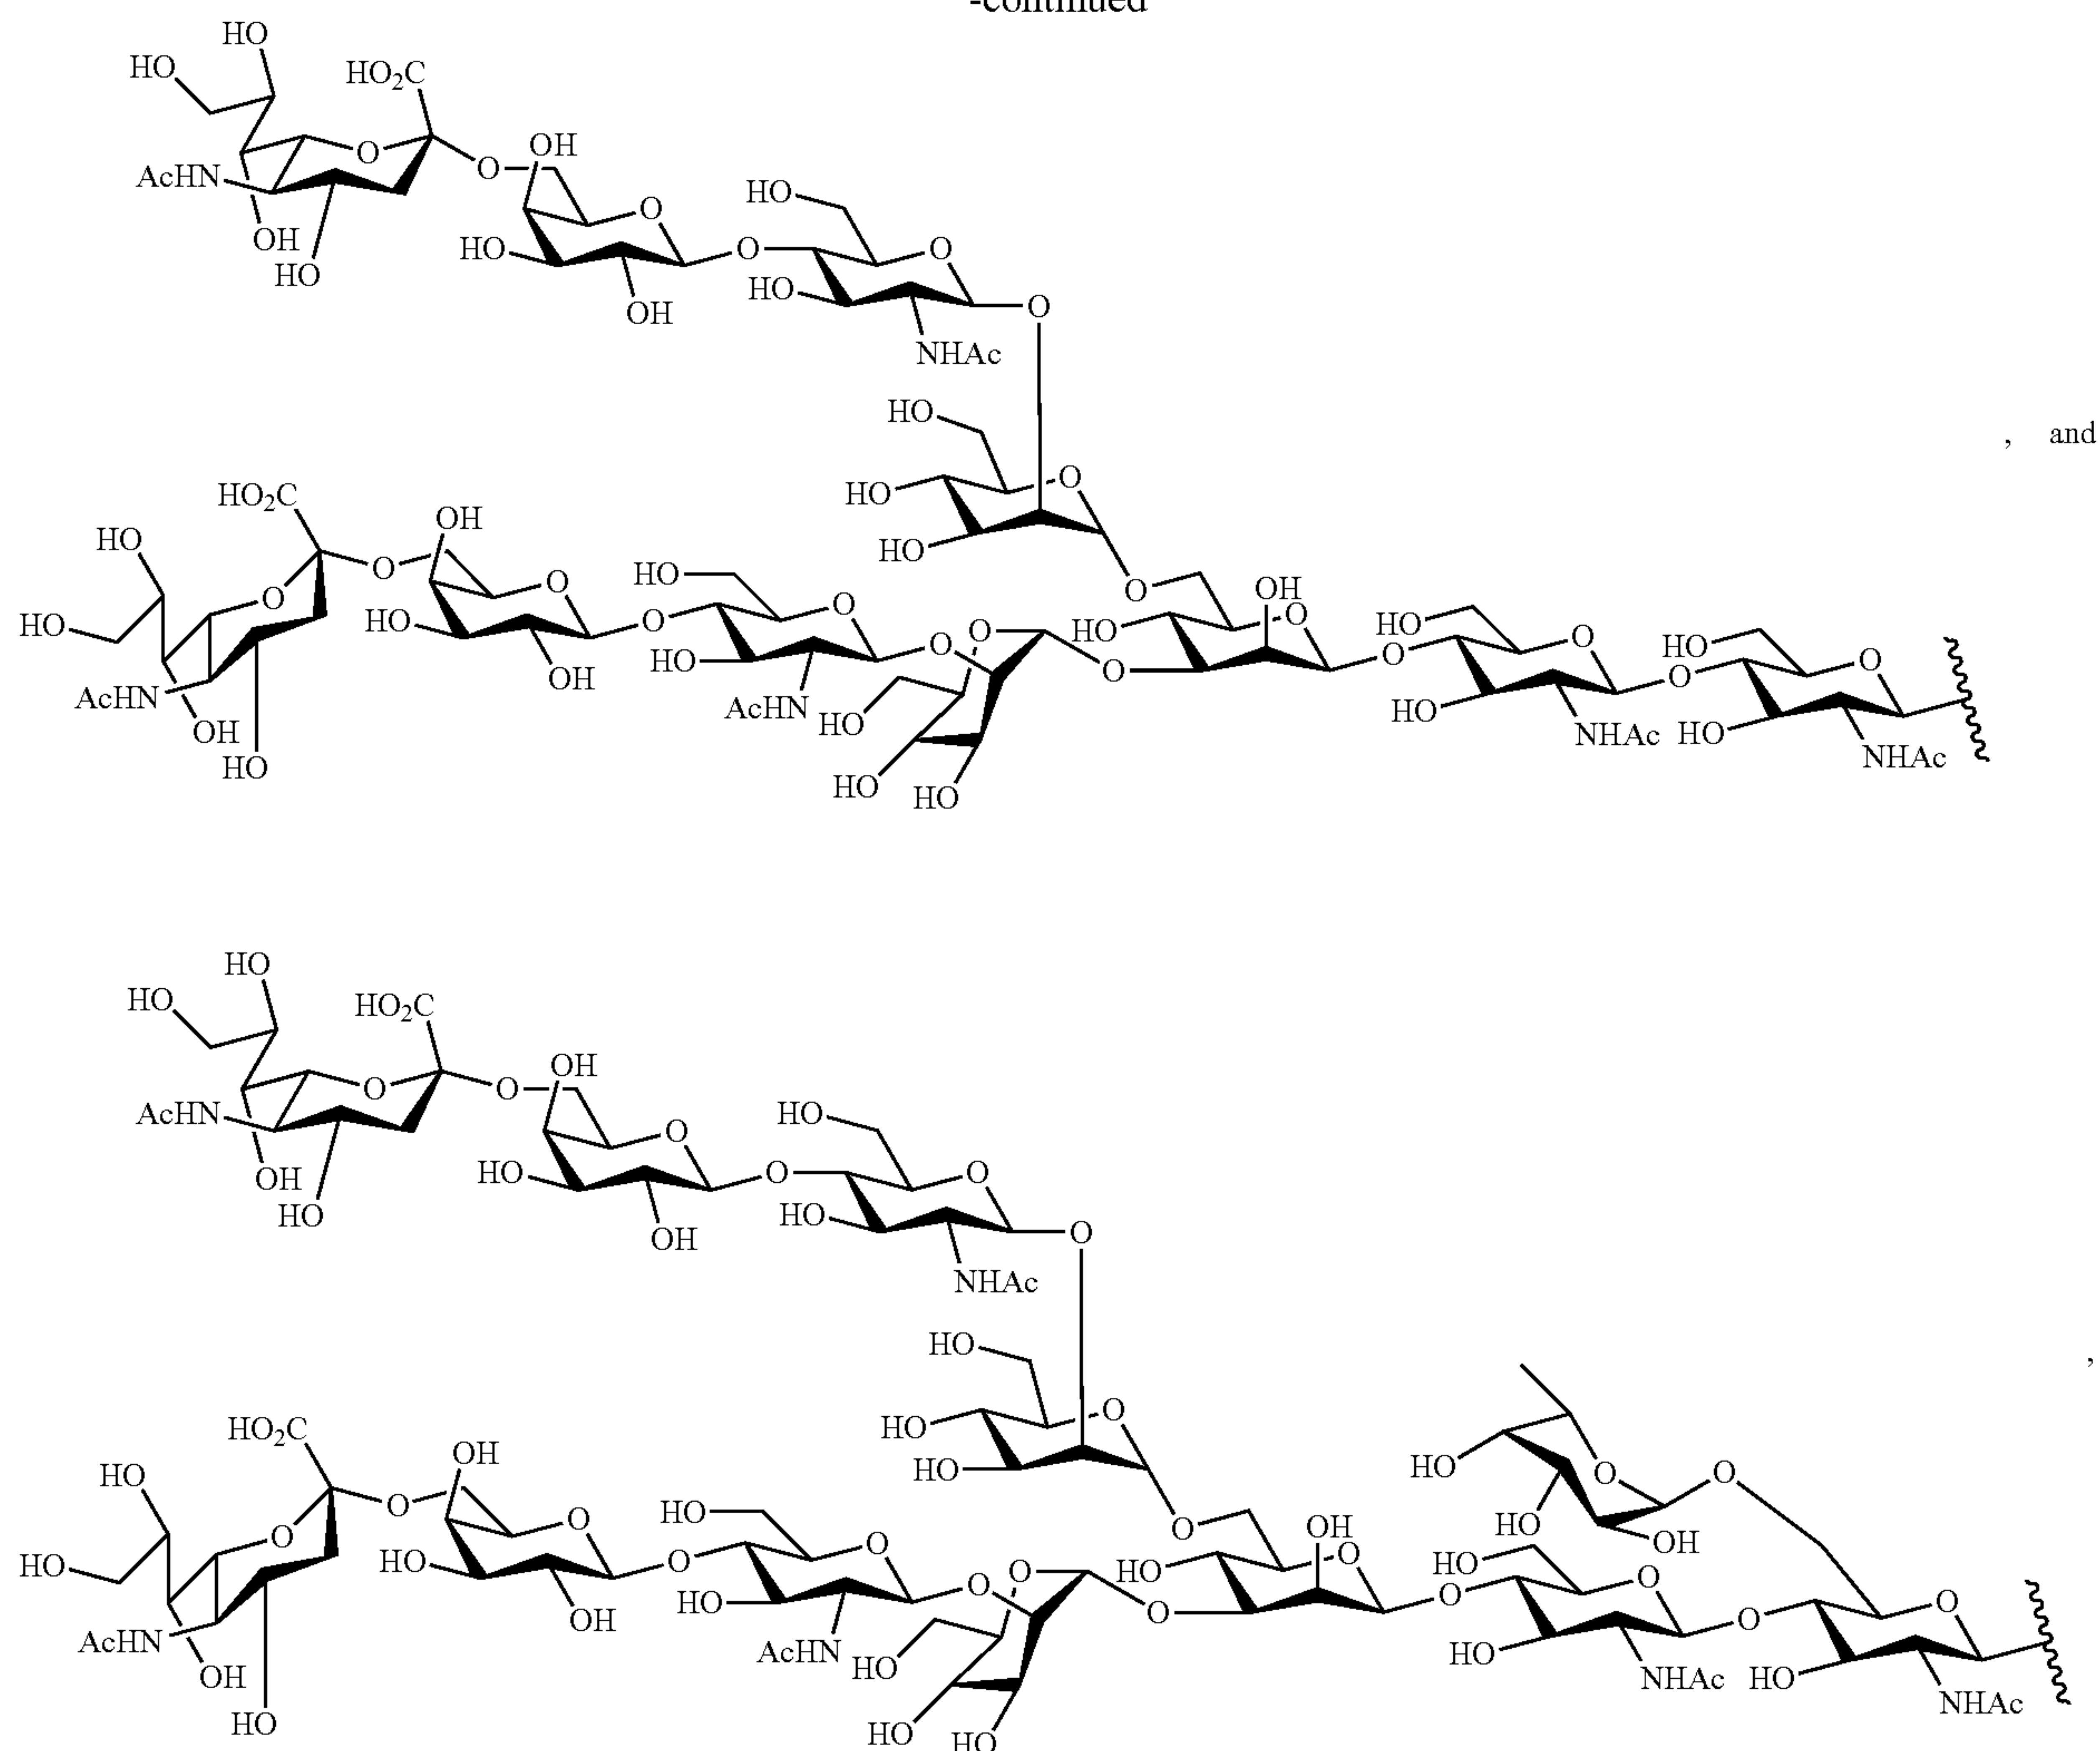 -continued
HO
HO HO₂C
O OH
O
AcHN HO
O
OH HO O O
HO
HO O
OH NHAc
HO
, and
O
HO₂C HO
OH
HO HO
O O OH
HO O O
HO HO O O HO O
HO O O HO O O
HO O
AcHN OH HO O HO NHAc HO
OH AcHN HO NHAc
HO HO HO
HO
HO HO₂C
OH
O O
AcHN HO
O
HO O O
OH HO
HO OH O
NHAc
HO
,
O
HO₂C HO
OH HO O O
HO HO OH
O HO O OH
O O O HO
HO HO O HO O
HO O O O O O
AcHN HO AcHN HO HO O HO
OH NHAc NHAc
HO HO HO